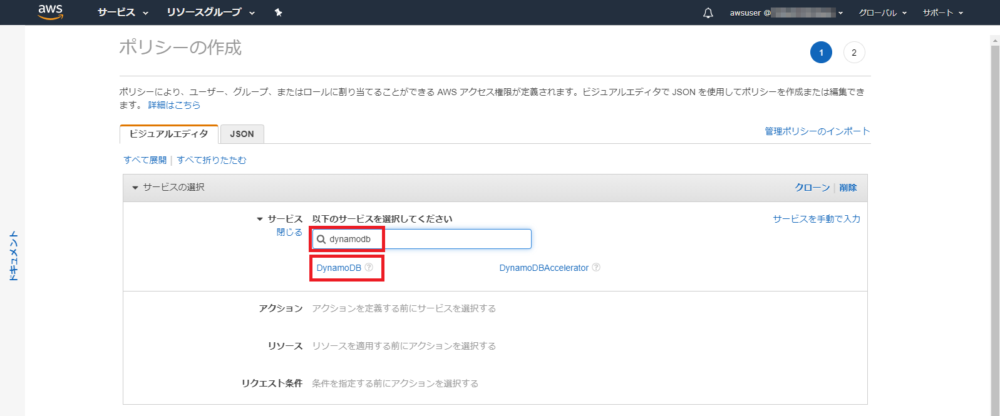 aws サービス リソースグループ awsuser @ グローバル サポート
ポリシーの作成
1 2
ポリシーにより、ユーザー、グループ、またはロールに割り当てることができる AWS アクセス権限が定義されます。ビジュアルエディタで JSON を使用してポリシーを作成または編集でき
ます。 詳細はこちら
ビジュアルエディタ JSON 管理ポリシーのインポート
すべて展開 | すべて折りたたむ
サービスの選択 クローン | 削除
サービス 以下のサービスを選択してください サービスを手動で入力
閉じる dynamodb
DynamoDB ? DynamoDBAccelerator ?
アクション アクションを定義する前にサービスを選択する
リソース リソースを適用する前にアクションを選択する
リクエスト条件 条件を指定する前にアクションを選択する
ドキュメント